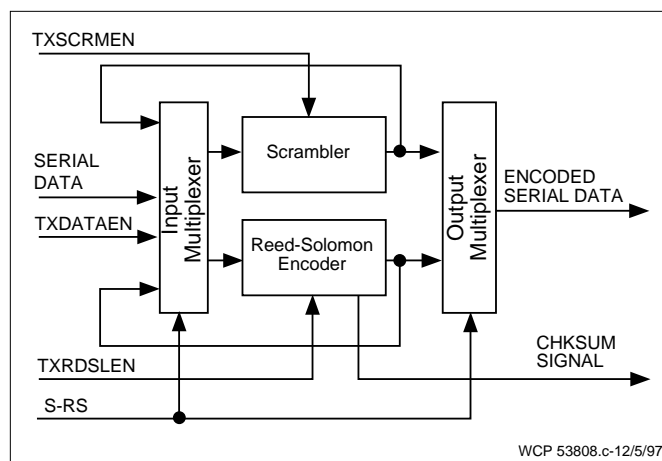 TXSCRMEN
SERIAL
DATA
TXDATAEN
Input
Multiplexer
Scrambler
Reed-Solomon
Encoder
Output
Multiplexer
ENCODED
SERIAL DATA
CHKSUM
SIGNAL
TXRDSLEN
S-RS
WCP 53808.c-12/5/97